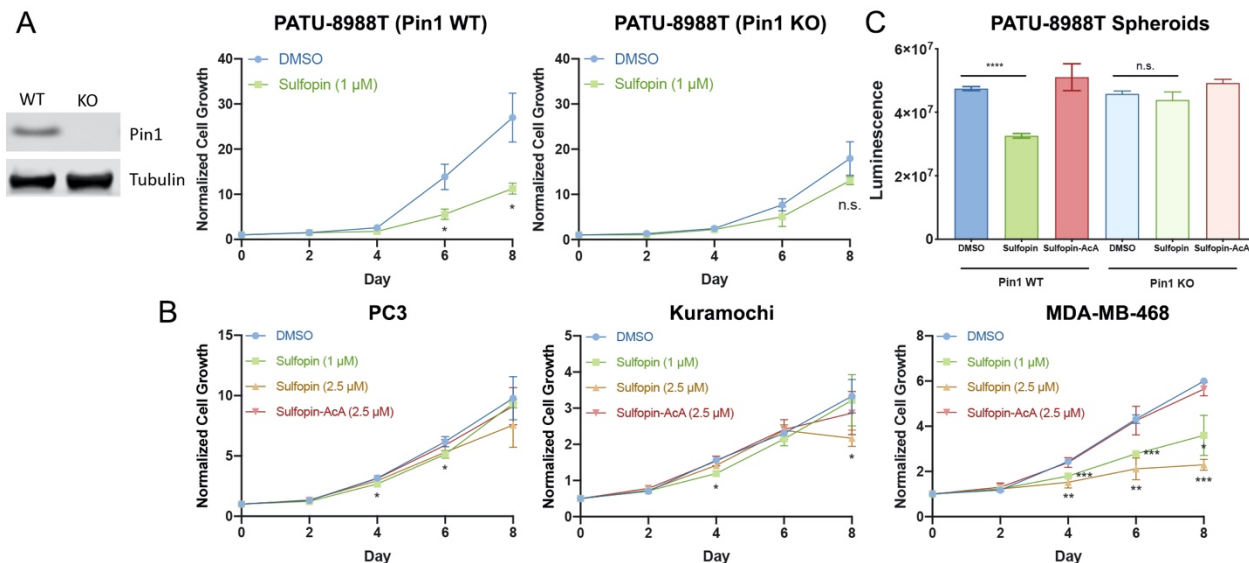 A
WT KO
Pin1
Tubulin
PATU-8988T (Pin1 WT)
DMSO
Sulfopin (1 μM)
Normalized Cell Growth
40
30
20
10
0
*
*
0 2 4 6 8
Day
PATU-8988T (Pin1 KO)
DMSO
Sulfopin (1 μM)
Normalized Cell Growth
40
30
20
10
0
n.s.
0 2 4 6 8
Day
C
PATU-8988T Spheroids
Luminescence
6×10⁷
4×10⁷
2×10⁷
0
****
n.s.
DMSO Sulfopin Sulfopin-AcA DMSO Sulfopin Sulfopin-AcA
Pin1 WT Pin1 KO
B
PC3
DMSO
Sulfopin (1 μM)
Sulfopin (2.5 μM)
Sulfopin-AcA (2.5 μM)
Normalized Cell Growth
15
10
5
0
*
*
0 2 4 6 8
Day
Kuramochi
DMSO
Sulfopin (1 μM)
Sulfopin (2.5 μM)
Sulfopin-AcA (2.5 μM)
Normalized Cell Growth
5
4
3
2
1
0
*
*
0 2 4 6 8
Day
MDA-MB-468
DMSO
Sulfopin (1 μM)
Sulfopin (2.5 μM)
Sulfopin-AcA (2.5 μM)
Normalized Cell Growth
8
6
4
2
0
*** *** *
** ** ***
0 2 4 6 8
Day